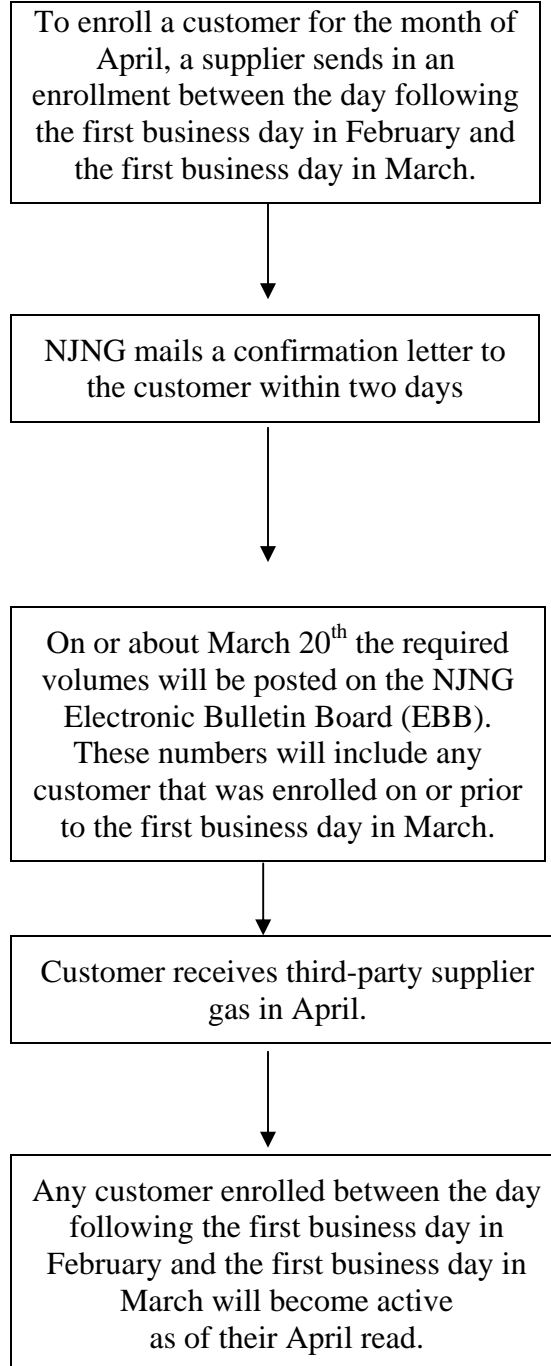 To enroll a customer for the month of
April, a supplier sends in an
enrollment between the day following
the first business day in February and
the first business day in March.
NJNG mails a confirmation letter to
the customer within two days
On or about March 20th the required
volumes will be posted on the NJNG
Electronic Bulletin Board (EBB).
These numbers will include any
customer that was enrolled on or prior
to the first business day in March.
Customer receives third-party supplier
gas in April.
Any customer enrolled between the day
following the first business day in
February and the first business day in
March will become active
as of their April read.